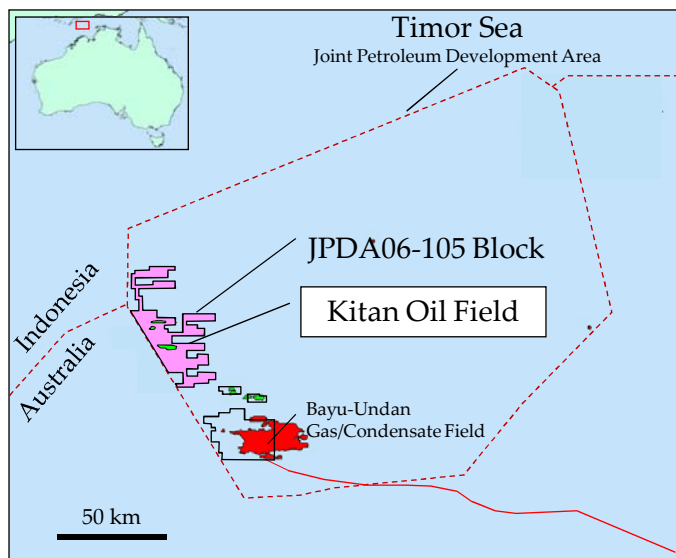 Timor Sea
Joint Petroleum Development Area
JPDA06-105 Block
Kitan Oil Field
Indonesia
Australia
Bayu-Undan
Gas/Condensate Field
50 km